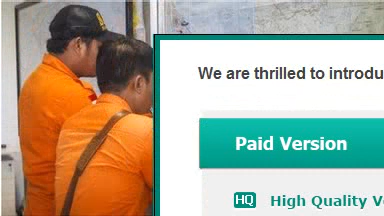 We are thrilled to introdu
Paid Version
HQ
High Quality V